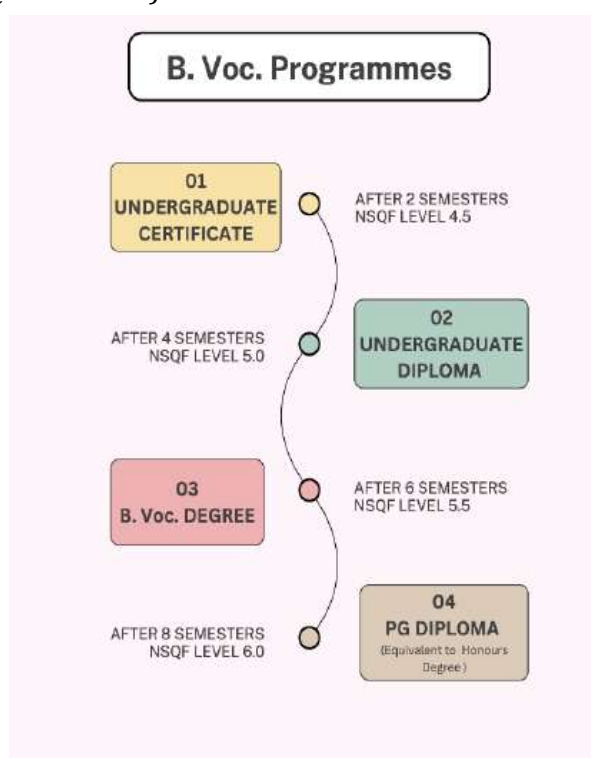 B. Voc. Programmes
01
UNDERGRADUATE
CERTIFICATE
AFTER 2 SEMESTERS
NSQF LEVEL 4.5
AFTER 4 SEMESTERS
NSQF LEVEL 5.0
02
UNDERGRADUATE
DIPLOMA
03
B. Voc. DEGREE
AFTER 6 SEMESTERS
NSQF LEVEL 5.5
AFTER 8 SEMESTERS
NSQF LEVEL 6.0
04
PG DIPLOMA
(Equivalent to Honours
Degree)